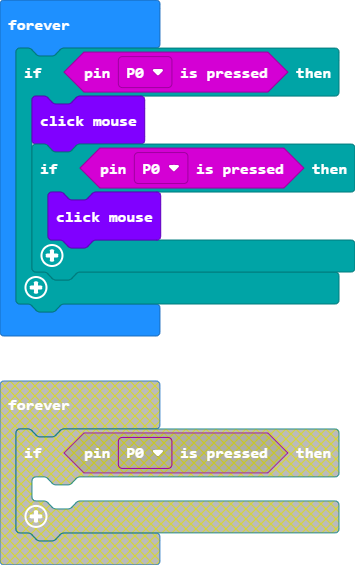 forever
if pin P0 is pressed then
click mouse
if pin P0 is pressed then
click mouse
forever
if pin P0 is pressed then